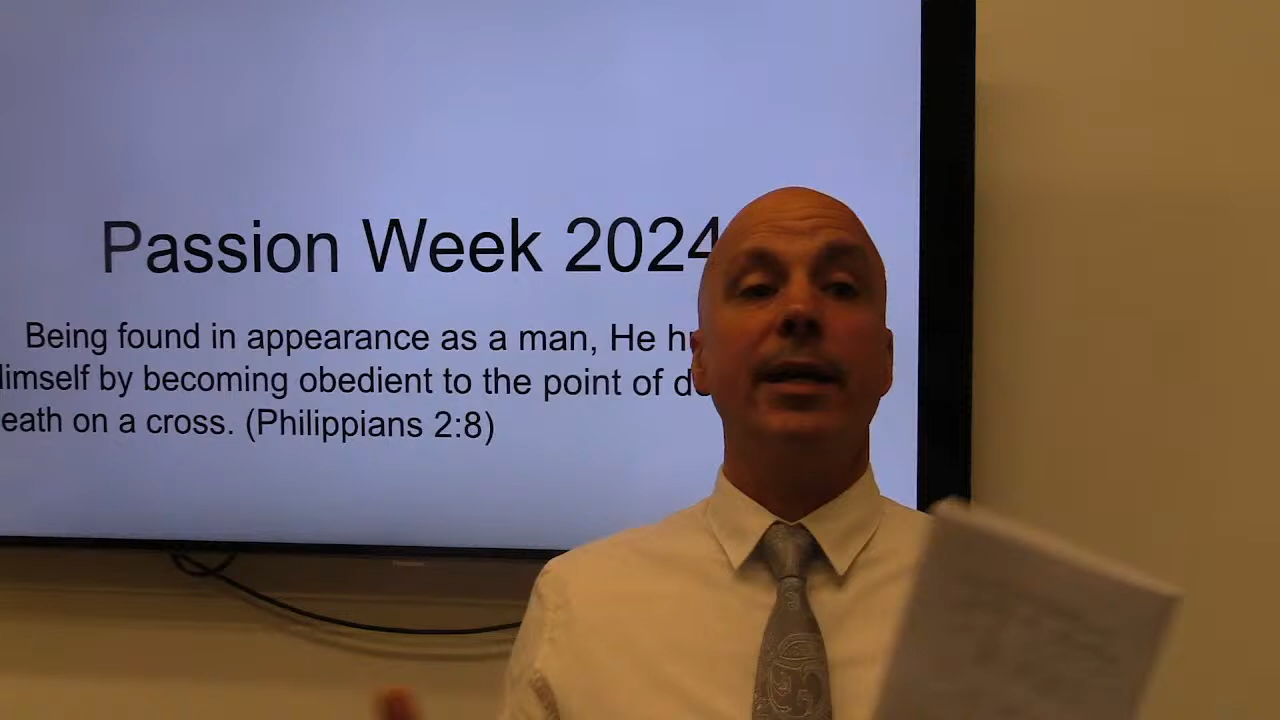 Passion Week 2024
Being found in appearance as a man, He
by becoming obedient to the point of
on a cross. (Philippians 2:8)